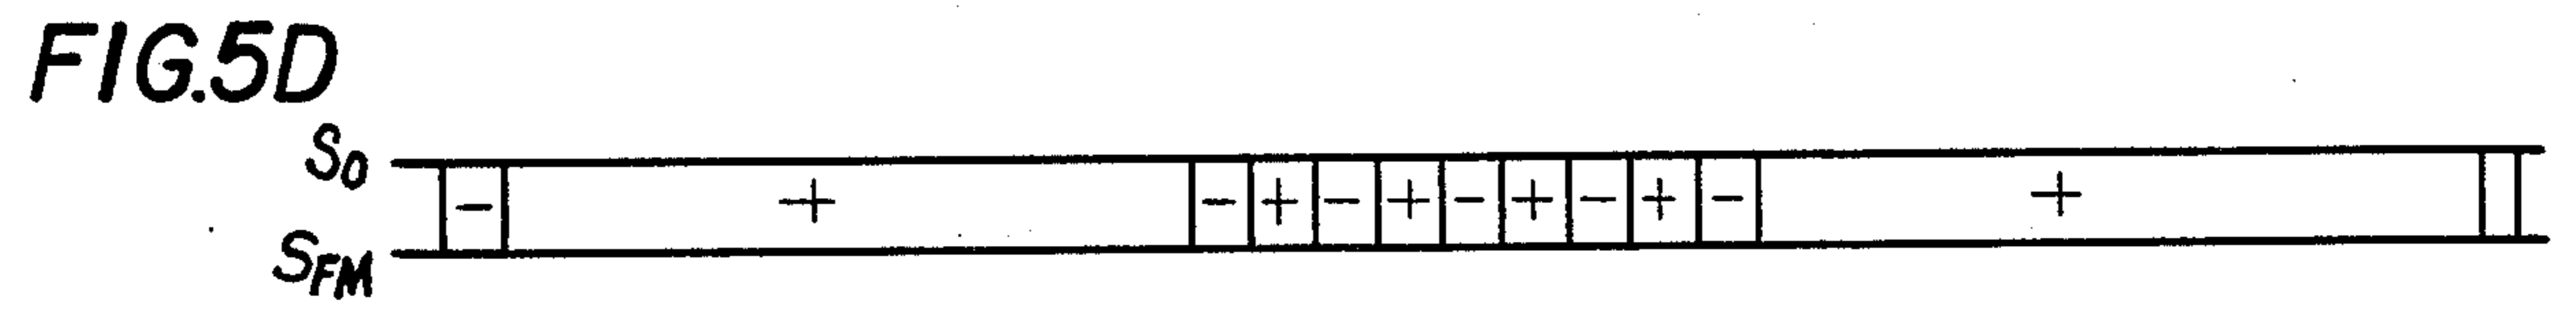 FIG.5D
S0
- + - + - + - + - + - +
SFM